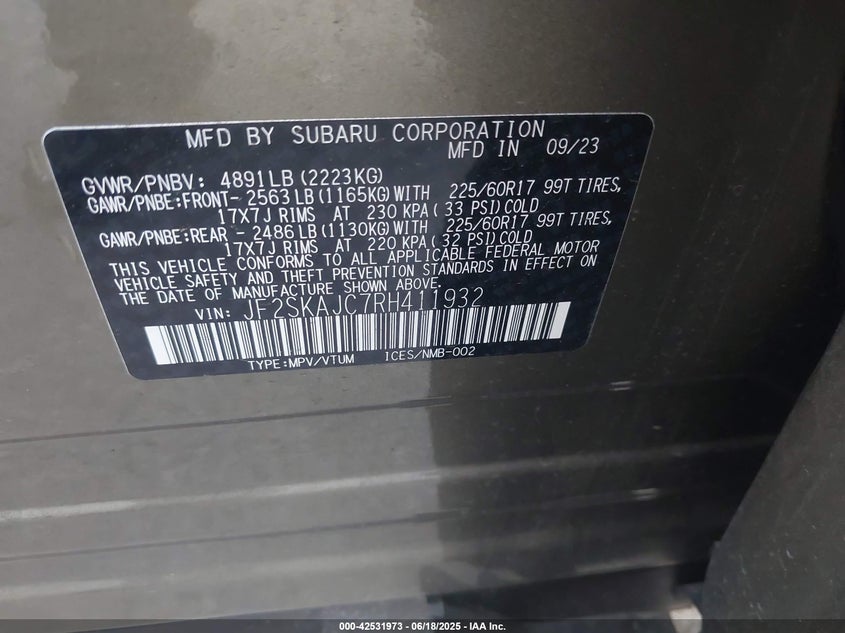 MFD BY SUBARU CORPORATION
MFD IN 09/23
GVWR/PNBV: 4891LB(2223KG)
GAWR/PNBE:FRONT- 2563LB(1165KG)WITH 225/60R17 99T TIRES,
17X7J RIMS AT 230 KPA(33 PSI)COLD
GAWR/PNBE:REAR - 2486LB(1130KG)WITH 225/60R17 99T TIRES,
17X7J RIMS AT 220 KPA(32 PSI)COLD
THIS VEHICLE CONFORMS TO ALL APPLICABLE FEDERAL MOTOR
VEHICLE SAFETY AND THEFT PREVENTION STANDARDS IN EFFECT ON
THE DATE OF MANUFACTURE SHOWN ABOVE.
VIN: JF2SKAJC7RH411932
TYPE:MPV/VTUM ICES/NMB-002
000-42531973 - 06/18/2025 - IAA Inc.